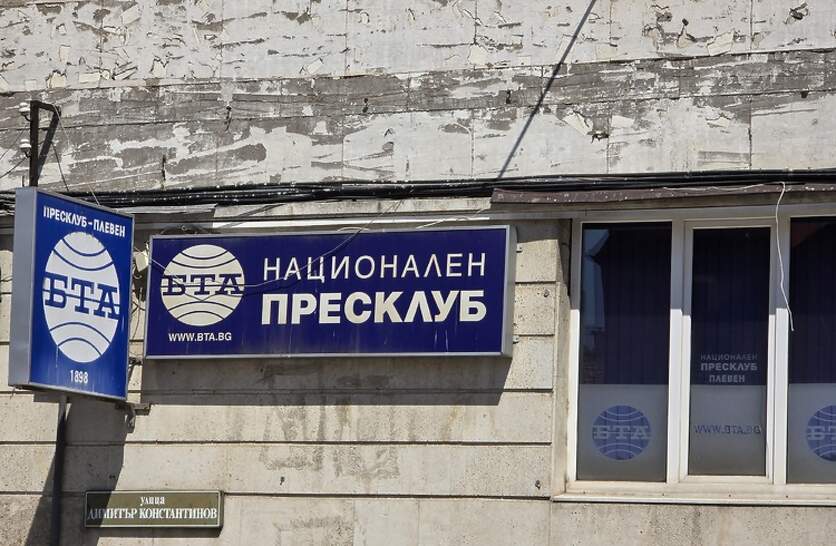 ПРЕСКЛУБ-ПЛЕВЕН
БТА
1898
БТА
НАЦИОНАЛЕН
ПРЕСКЛУБ
WWW.BTA.BG
улица
ДИМИТЪР КОНСТАНТИНОВ
НАЦИОНАЛЕН
ПРЕСКЛУБ
ПЛЕВЕН
БТА
WWW.BTA.BG
БТА